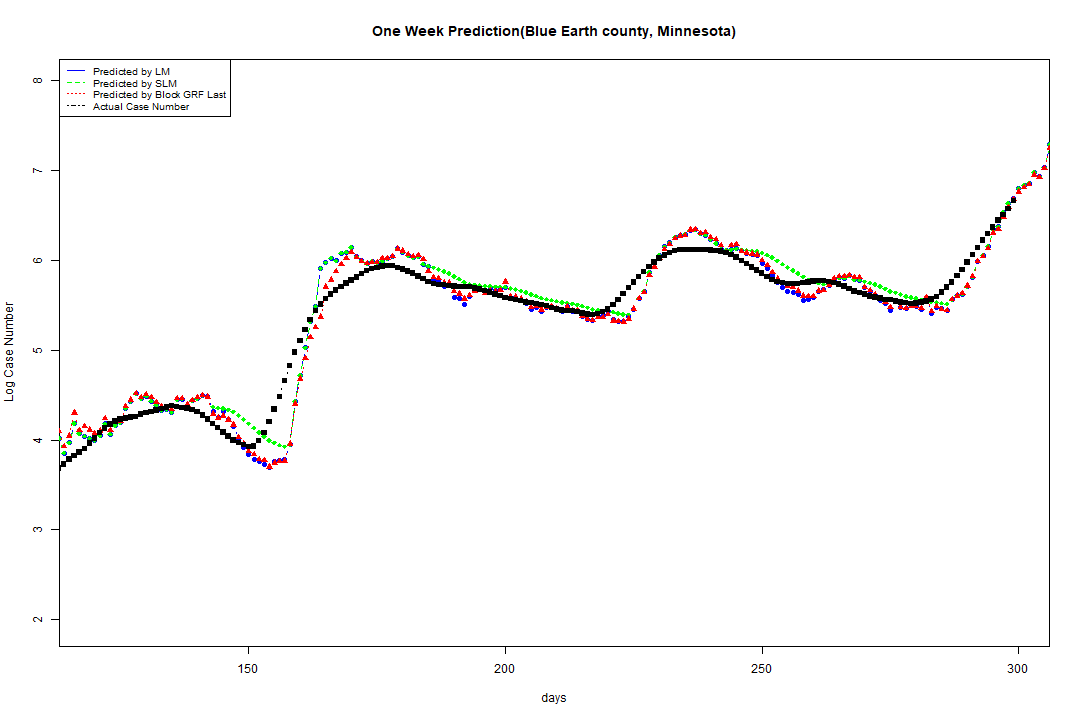 One Week Prediction(Blue Earth county, Minnesota)
Predicted by LM
Predicted by SLM
Predicted by Block GRF Last
Actual Case Number
8
7
6
5
4
3
2
Log Case Number
150 200 250 300
days